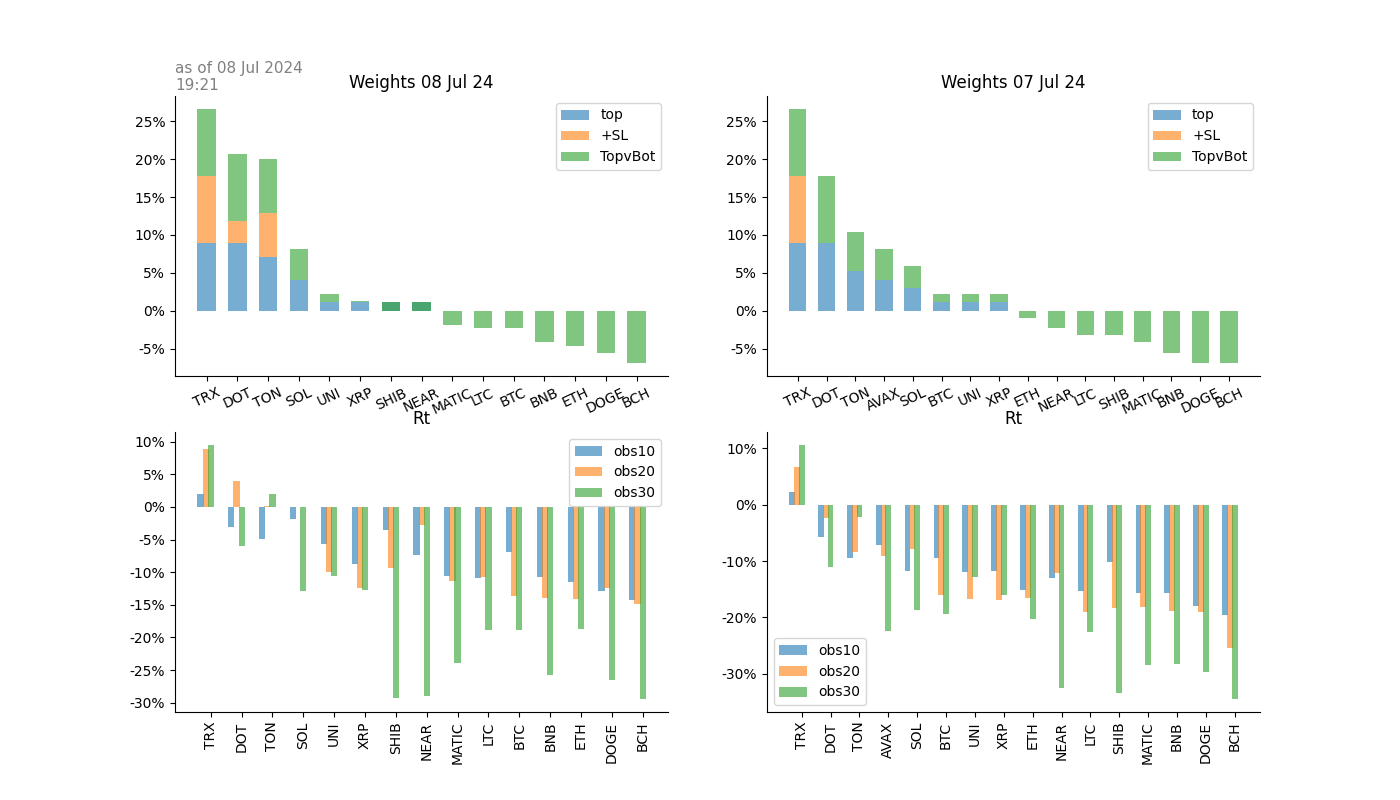 as of 08 Jul 2024
19:21
Weights 08 Jul 24
25%
20%
15%
10%
5%
0%
-5%
top
+SL
TopvBot
TRX DOT TON SOL UNI XRP SHIB NEAR MATIC LTC BTC BNB ETH DOGE BCH
Weights 07 Jul 24
25%
20%
15%
10%
5%
0%
-5%
top
+SL
TopvBot
TRX DOT TON AVAX SOL BTC UNI XRP ETH NEAR LTC SHIB MATIC BNB DOGE BCH
Rt
10%
5%
0%
-5%
-10%
-15%
-20%
-25%
-30%
obs10
obs20
obs30
TRX DOT TON SOL UNI XRP SHIB NEAR MATIC LTC BTC BNB ETH DOGE BCH
Rt
10%
0%
-10%
-20%
-30%
obs10
obs20
obs30
TRX DOT TON AVAX SOL BTC UNI XRP ETH NEAR LTC SHIB MATIC BNB DOGE BCH